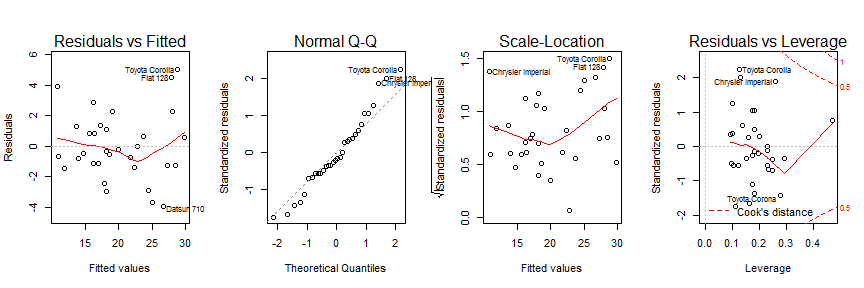 Residuals vs Fitted
Residuals
6
4
2
0
-2
-4
Toyota Corolla
Fiat 128
Datsun 710
15
20
25
30
Fitted values
Normal Q-Q
Standardized residuals
2
1
0
-1
Toyota Corolla
Fiat 128
Chrysler Imper
-2
-1
0
1
2
Theoretical Quantiles
Scale-Location
Standardized residuals
1.5
1.0
0.5
0.0
Toyota Corolla
Fiat 128
Chrysler Imperial
15
20
25
30
Fitted values
Residuals vs Leverage
Standardized residuals
2
1
0
-1
-2
Toyota Corolla
Chrysler Imperial
Toyota Corona
Cook's distance
1
0.5
0.5
0.0
0.1
0.2
0.3
0.4
Leverage